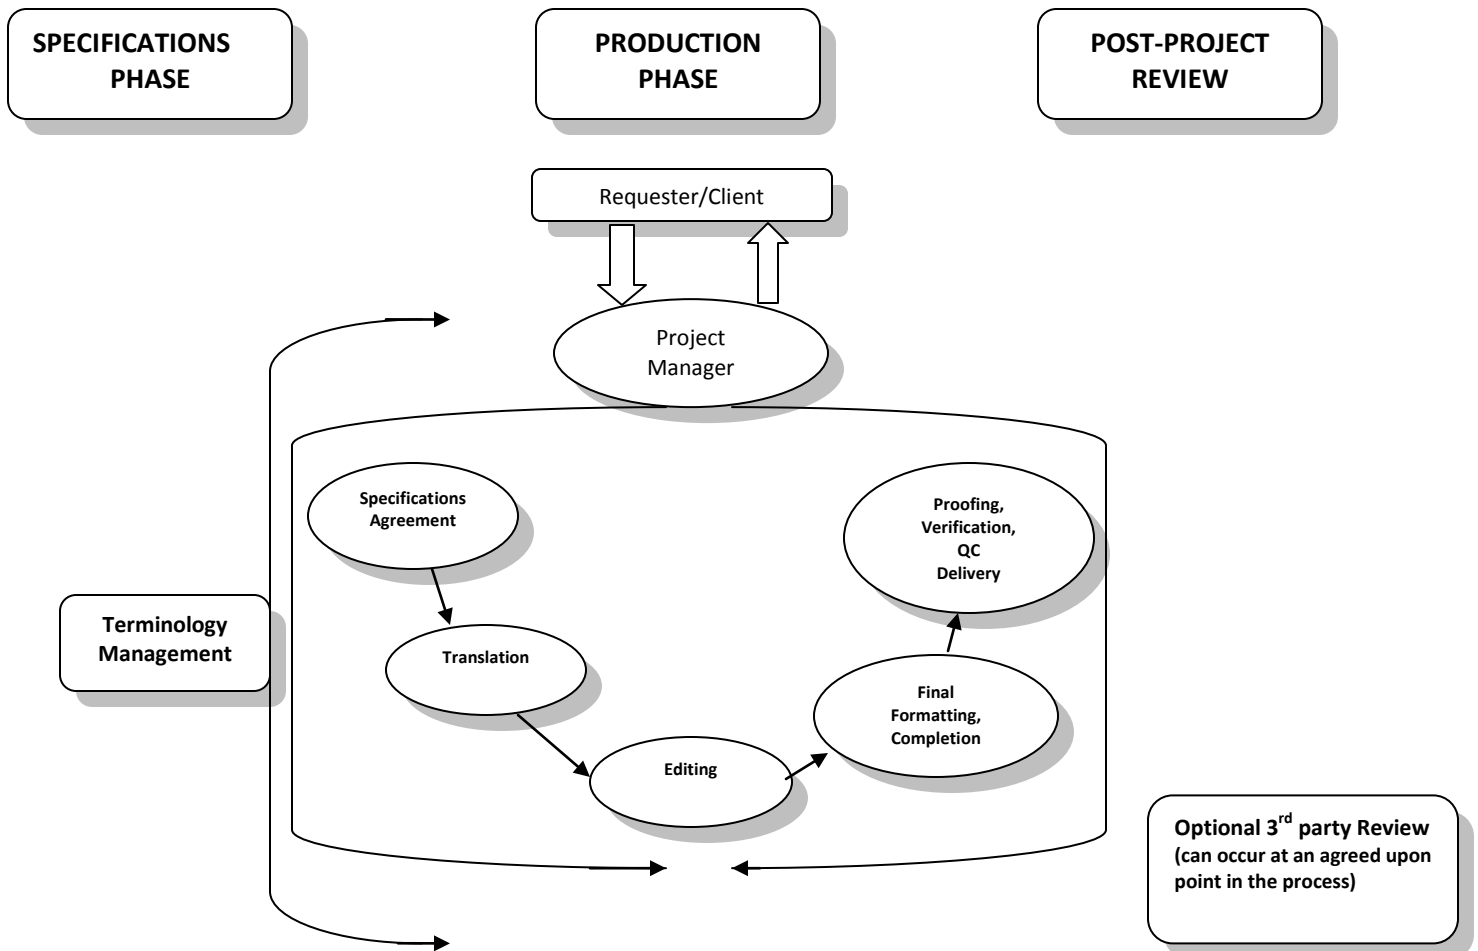 SPECIFICATIONS
PHASE
PRODUCTION
PHASE
POST-PROJECT
REVIEW
Requester/Client
Project
Manager
Specifications
Agreement
Proofing,
Verification,
QC
Delivery
Terminology
Management
Translation
Final
Formatting,
Completion
Editing
Optional 3rd party Review
(can occur at an agreed upon
point in the process)